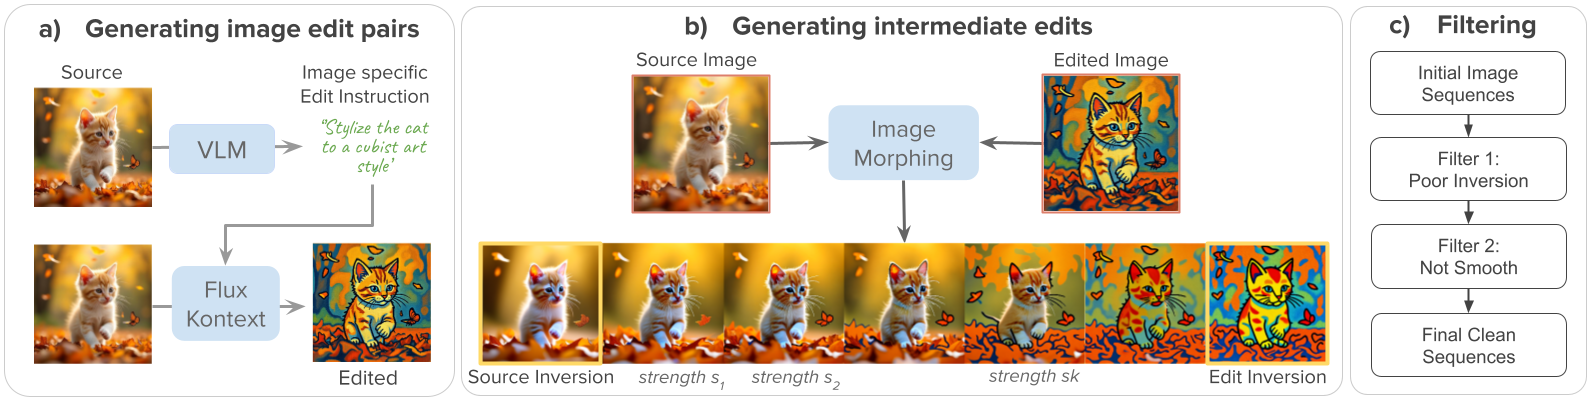 a) Generating image edit pairs
Source
Image specific
Edit Instruction
"Stylize the cat
to a cubist art
style'
VLM
Flux
Kontext
Edited
b) Generating intermediate edits
Source Image
Edited Image
Image
Morphing
Source Inversion
strength s1
strength s2
strength sk
Edit Inversion
c) Filtering
Initial Image
Sequences
Filter 1:
Poor Inversion
Filter 2:
Not Smooth
Final Clean
Sequences